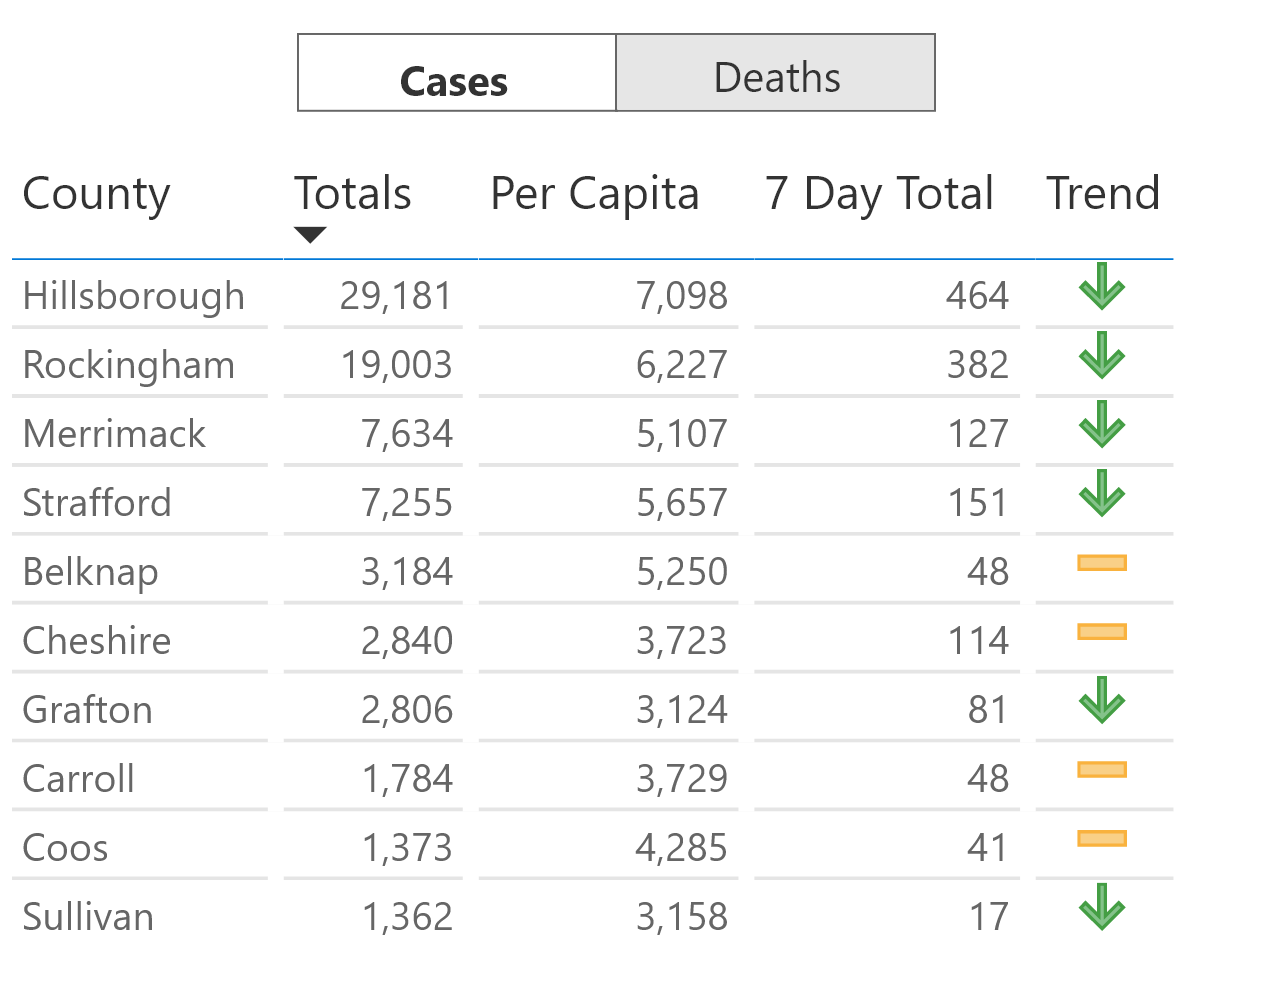 Cases Deaths
County Totals Per Capita 7 Day Total Trend
Hillsborough 29,181 7,098 464
Rockingham 19,003 6,227 382
Merrimack 7,634 5,107 127
Strafford 7,255 5,657 151
Belknap 3,184 5,250 48
Cheshire 2,840 3,723 114
Grafton 2,806 3,124 81
Carroll 1,784 3,729 48
Coos 1,373 4,285 41
Sullivan 1,362 3,158 17